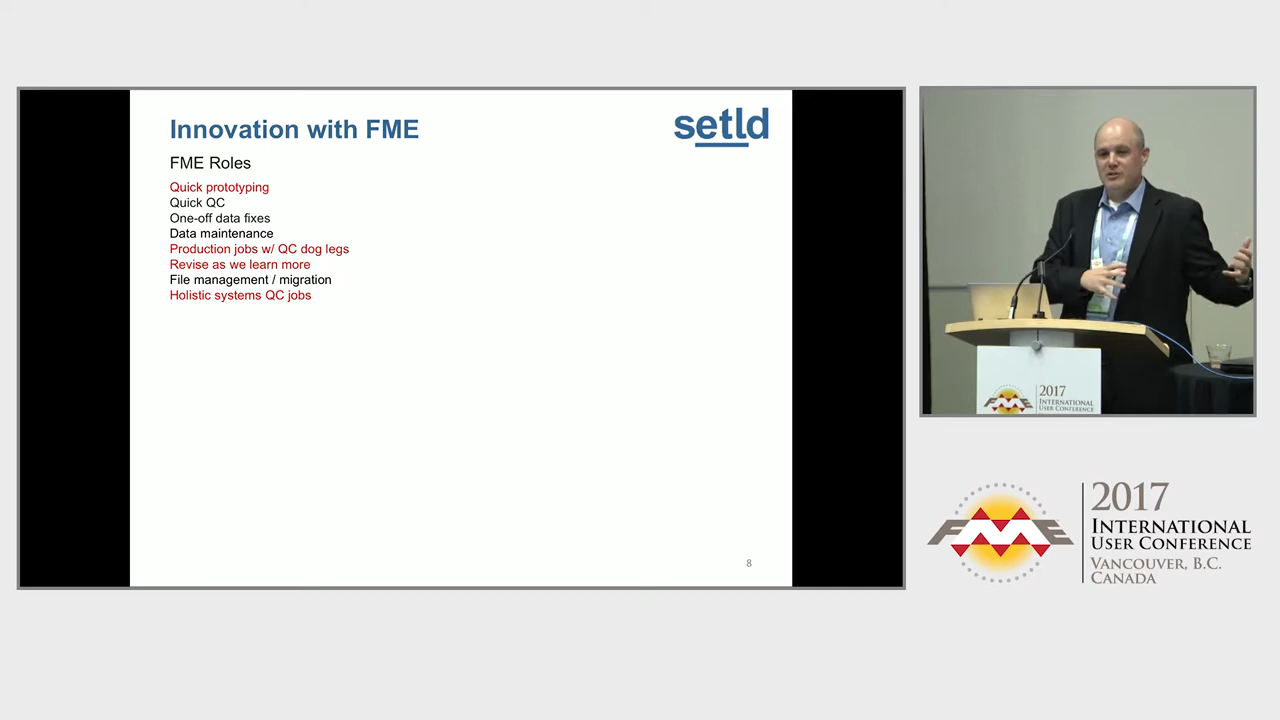 Innovation with FME
setld
FME Roles
Quick prototyping
Quick QC
One-off data fixes
Data maintenance
Production jobs w/ QC dog legs
Revise as we learn more
File management / migration
Holistic systems QC jobs
8
FME
2017
INTERNATIONAL
USER CONFERENCE
FME
2017
INTERNATIONAL
USER CONFERENCE
VANCOUVER, B.C.
CANADA